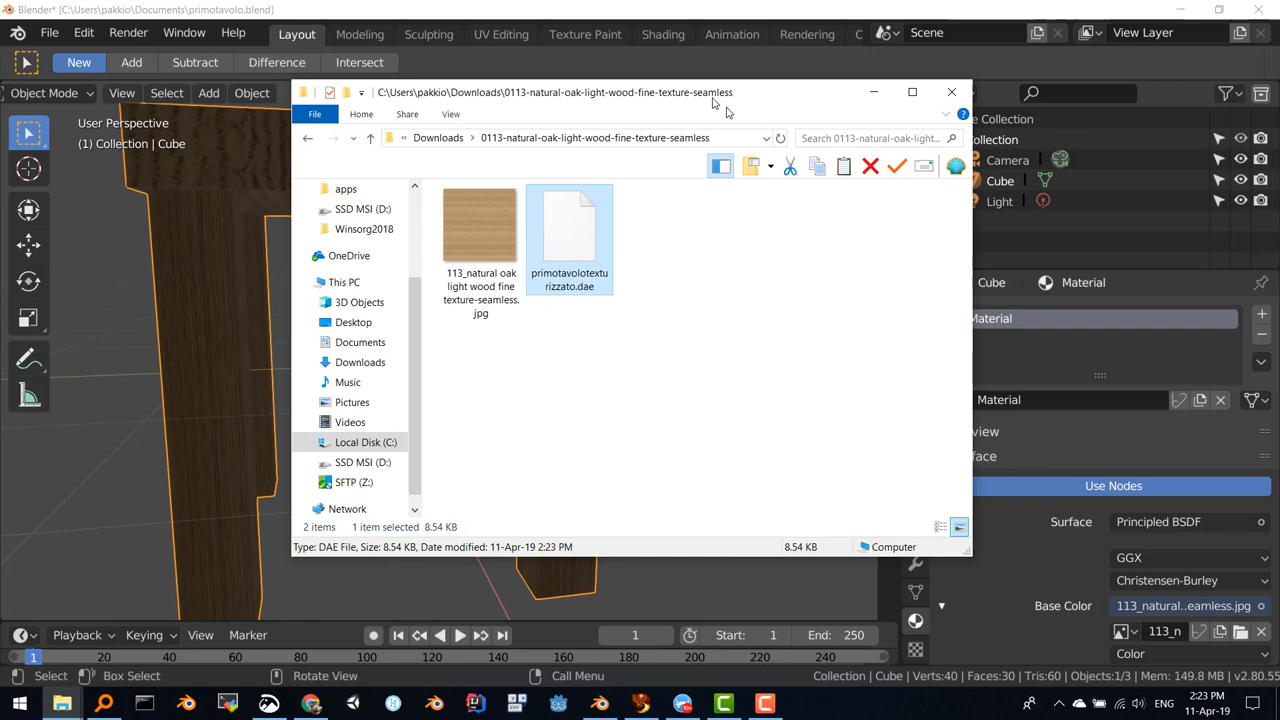 Blender* [C:\Users\pakkio\Documents\primotavolo.blend]
File Edit Render Window Help Layout Modeling Sculpting UV Editing Texture Paint Shading Animation Rendering C Scene View Layer
New Add Subtract Difference Intersect
Object Mode View Select Add Object
User Perspective
(1) Collection | Cube
C:\Users\pakkio\Downloads\0113-natural-oak-light-wood-fine-texture-seamless
File Home Share View
Downloads 0113-natural-oak-light-wood-fine-texture-seamless Search 0113-natural-oak-light...
apps
SSD MSI (D:)
Winsorg2018
OneDrive
This PC
3D Objects
Desktop
Documents
Downloads
Music
Pictures
Videos
Local Disk (C:)
SSD MSI (D:)
SFTP (Z:)
Network
113_natural oak
light wood fine
texture-seamless.
jpg
primotavolotextu
rizzato.dae
2 items 1 item selected 8.54 KB
Type: DAE File, Size: 8.54 KB, Date modified: 11-Apr-19 2:23 PM 8.54 KB Computer
Collection
Collection
Camera
Cube
Light
Cube Material
Material
Material
view
face
Use Nodes
Surface Principled BSDF
GGX
Christensen-Burley
Base Color 113_natural..eamless.jpg
113_n
Color
Playback Keying View Marker 1 Start: 1 End: 250
1 20 40 60 80 100 120 140 160 180 200 220 240
Select Box Select Rotate View Call Menu Collection | Cube | Verts:40 | Faces:30 | Tris:60 | Objects:1/3 | Mem: 149.8 MB | v2.80.55
10+
ENG
2:23 PM
11-Apr-19